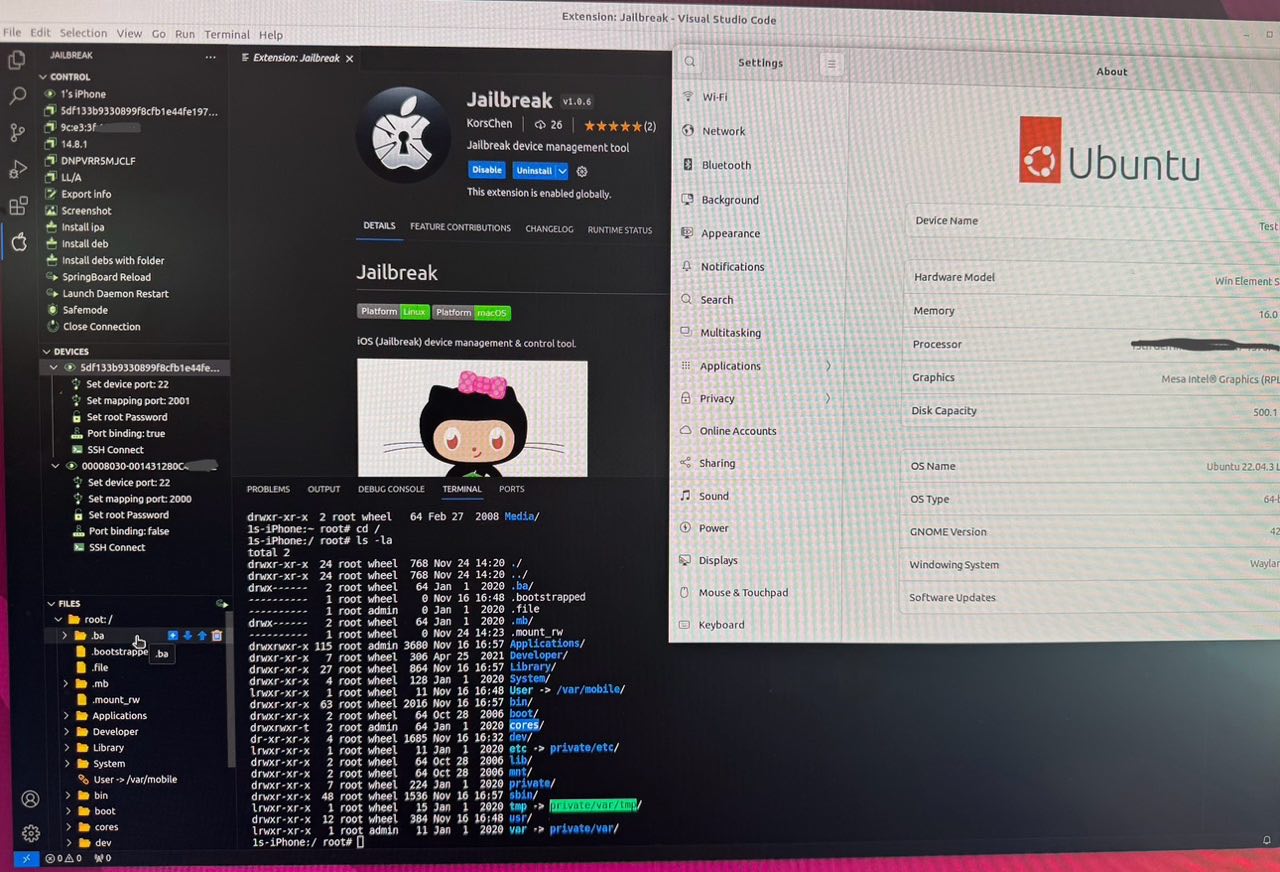 Extension: Jailbreak - Visual Studio Code
File Edit Selection View Go Run Terminal Help
JAILBREAK
CONTROL
1's iPhone
5df133b9330899f8cfb1e44fe197...
9c:e3:3f
14.8.1
DNPVRR5MJCLF
LL/A
Export info
Screenshot
Install ipa
Install deb
Install debs with folder
SpringBoard Reload
Launch Daemon Restart
Safemode
Close Connection
DEVICES
5df133b9330899f8cfb1e44fe...
Set device port: 22
Set mapping port: 2001
Set root Password
Port binding: true
SSH Connect
00008030-001431280C
Set device port: 22
Set mapping port: 2000
Set root Password
Port binding: false
SSH Connect
FILES
root: /
.ba
.bootstrappe
.ba
.file
.mb
.mount_rw
Applications
Developer
Library
System
User -> /var/mobile
bin
boot
cores
dev
0 0 0
Extension: Jailbreak
Jailbreak v1.0.6
KorsChen 26 (2)
Jailbreak device management tool
Disable Uninstall
This extension is enabled globally.
DETAILS FEATURE CONTRIBUTIONS CHANGELOG RUNTIME STATUS
Jailbreak
Platform Linux Platform macOS
iOS (Jailbreak) device management & control tool.
PROBLEMS OUTPUT DEBUG CONSOLE TERMINAL PORTS
drwxr-xr-x 2 root wheel 64 Feb 27 2008 Media/
1s-iPhone:~ root# cd /
1s-iPhone:/ root# ls -la
total 2
drwxr-xr-x 24 root wheel 768 Nov 24 14:20 ./
drwxr-xr-x 24 root wheel 768 Nov 24 14:20 ../
drwx------ 2 root wheel 64 Jan 1 2020 .ba/
---------- 1 root wheel 0 Nov 16 16:48 .bootstrapped
---------- 1 root admin 0 Jan 1 2020 .file
drwx------ 2 root wheel 64 Jan 1 2020 .mb/
---------- 1 root wheel 0 Nov 24 14:23 .mount_rw
drwxrwxr-x 115 root admin 3680 Nov 16 16:57 Applications/
drwxr-xr-x 7 root wheel 306 Apr 25 2021 Developer/
drwxr-xr-x 27 root wheel 864 Nov 16 16:57 Library/
drwxr-xr-x 4 root wheel 128 Jan 1 2020 System/
lrwxr-xr-x 1 root wheel 11 Nov 16 16:48 User -> /var/mobile/
drwxr-xr-x 63 root wheel 2016 Nov 16 16:57 bin/
drwxr-xr-x 2 root wheel 64 Oct 28 2006 boot/
drwxrwxr-t 2 root admin 64 Jan 1 2020 cores/
dr-xr-xr-x 4 root wheel 1685 Nov 16 16:32 dev/
lrwxr-xr-x 1 root wheel 11 Jan 1 2020 etc -> private/etc/
drwxr-xr-x 2 root wheel 64 Oct 28 2006 lib/
drwxr-xr-x 2 root wheel 64 Oct 28 2006 mnt/
drwxr-xr-x 7 root wheel 224 Jan 1 2020 private/
drwxr-xr-x 48 root wheel 1536 Nov 16 16:57 sbin/
lrwxr-xr-x 1 root wheel 15 Jan 1 2020 tmp -> private/var/tmp/
drwxr-xr-x 12 root wheel 384 Nov 16 16:48 usr/
lrwxr-xr-x 1 root admin 11 Jan 1 2020 var -> private/var/
1s-iPhone:/ root#
Settings
Wi-Fi
Network
Bluetooth
Background
Appearance
Notifications
Search
Multitasking
Applications
Privacy
Online Accounts
Sharing
Sound
Power
Displays
Mouse & Touchpad
Keyboard
About
Ubuntu
Device Name Test
Hardware Model Win Element S
Memory 16.0
Processor
Graphics Mesa Intel® Graphics (RPL
Disk Capacity 500.1
OS Name Ubuntu 22.04.3 L
OS Type 64-b
GNOME Version 42
Windowing System Waylan
Software Updates